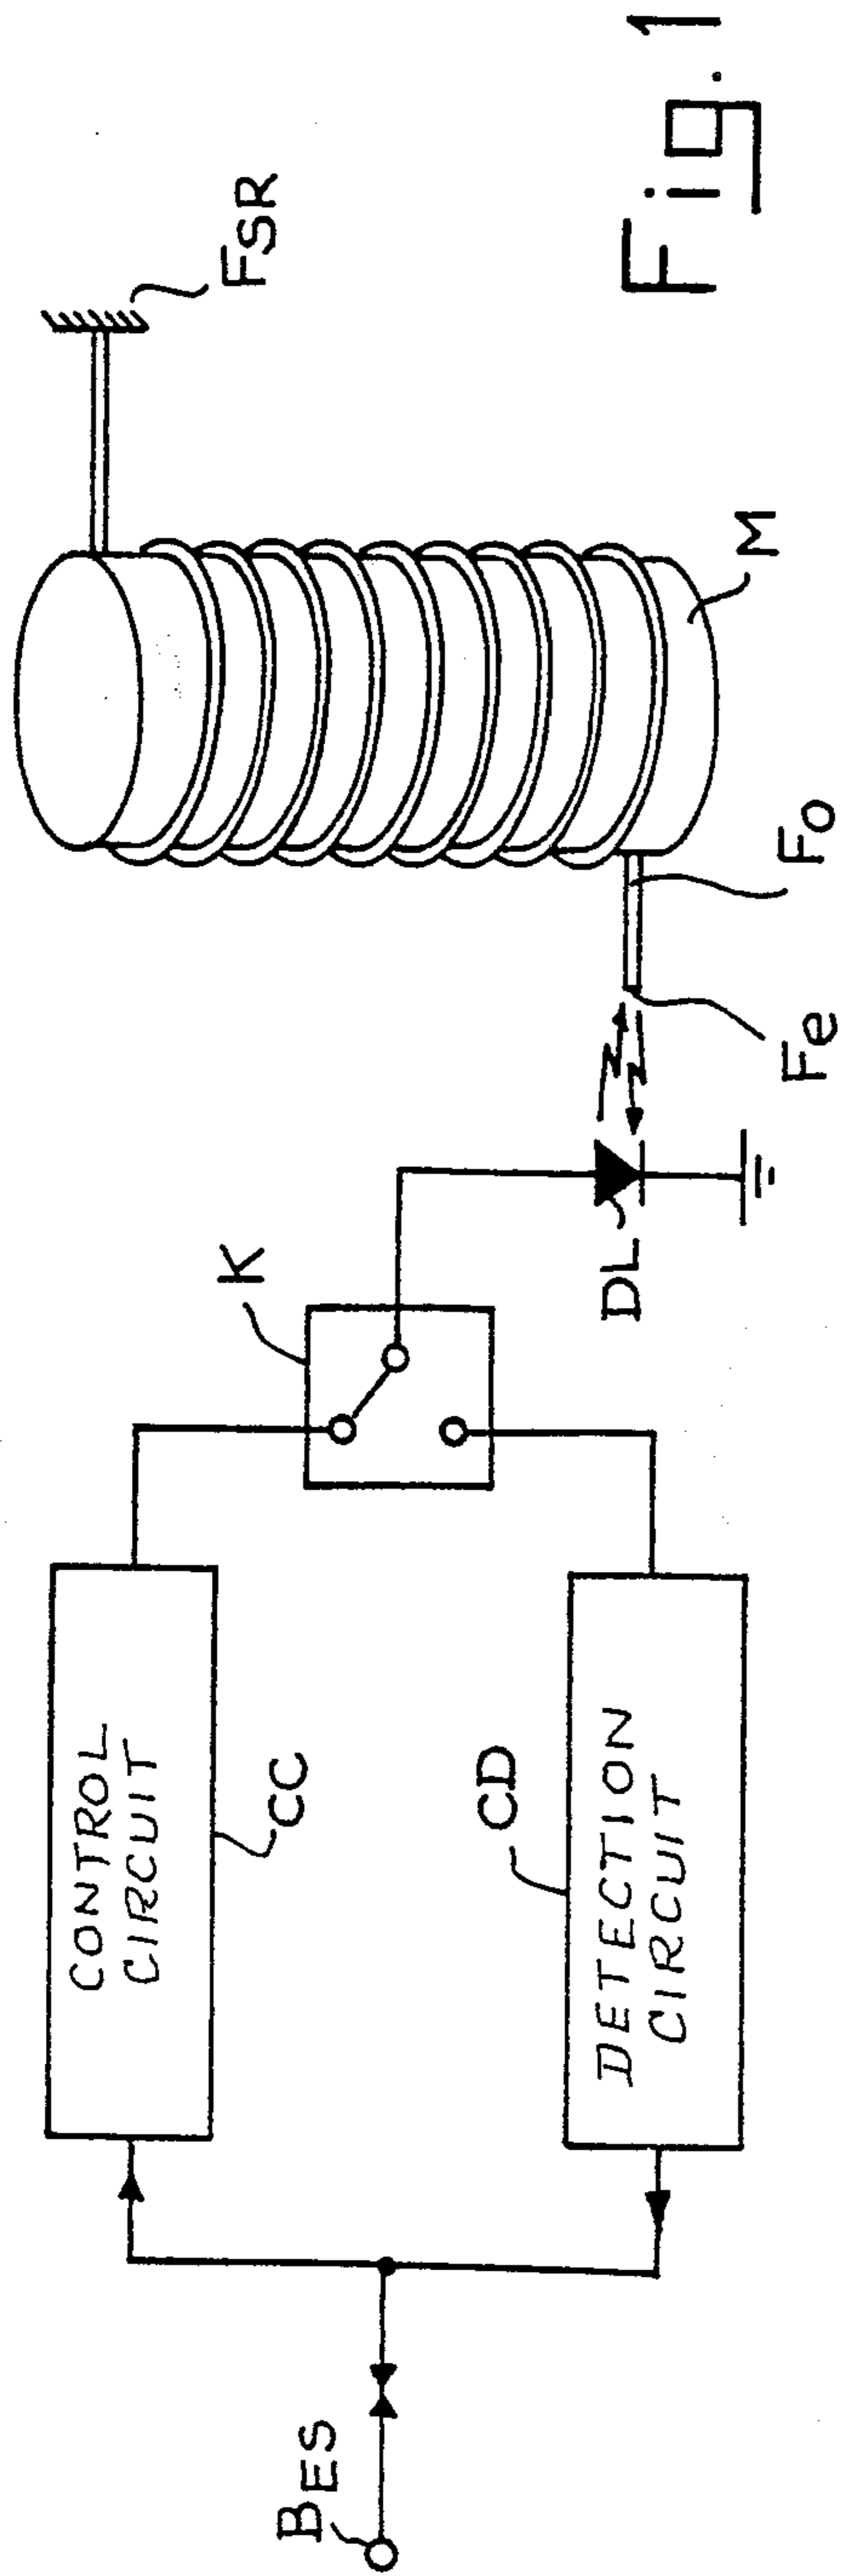 CONTROL
CIRCUIT
CC
K
FSR
BES
CD
DETECTION
CIRCUIT
DL
Fe
Fo
M
Fig. 1